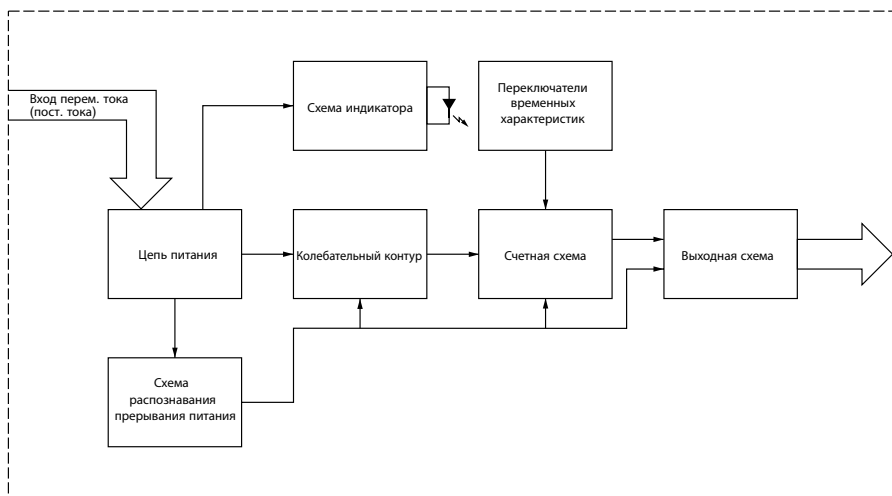 Вход перем. тока
(пост. тока)
Схема индикатора
Переключатели
временных
характеристик
Цепь питания
Колебательный контур
Счетная схема
Выходная схема
Схема
распознавания
прерывания питания